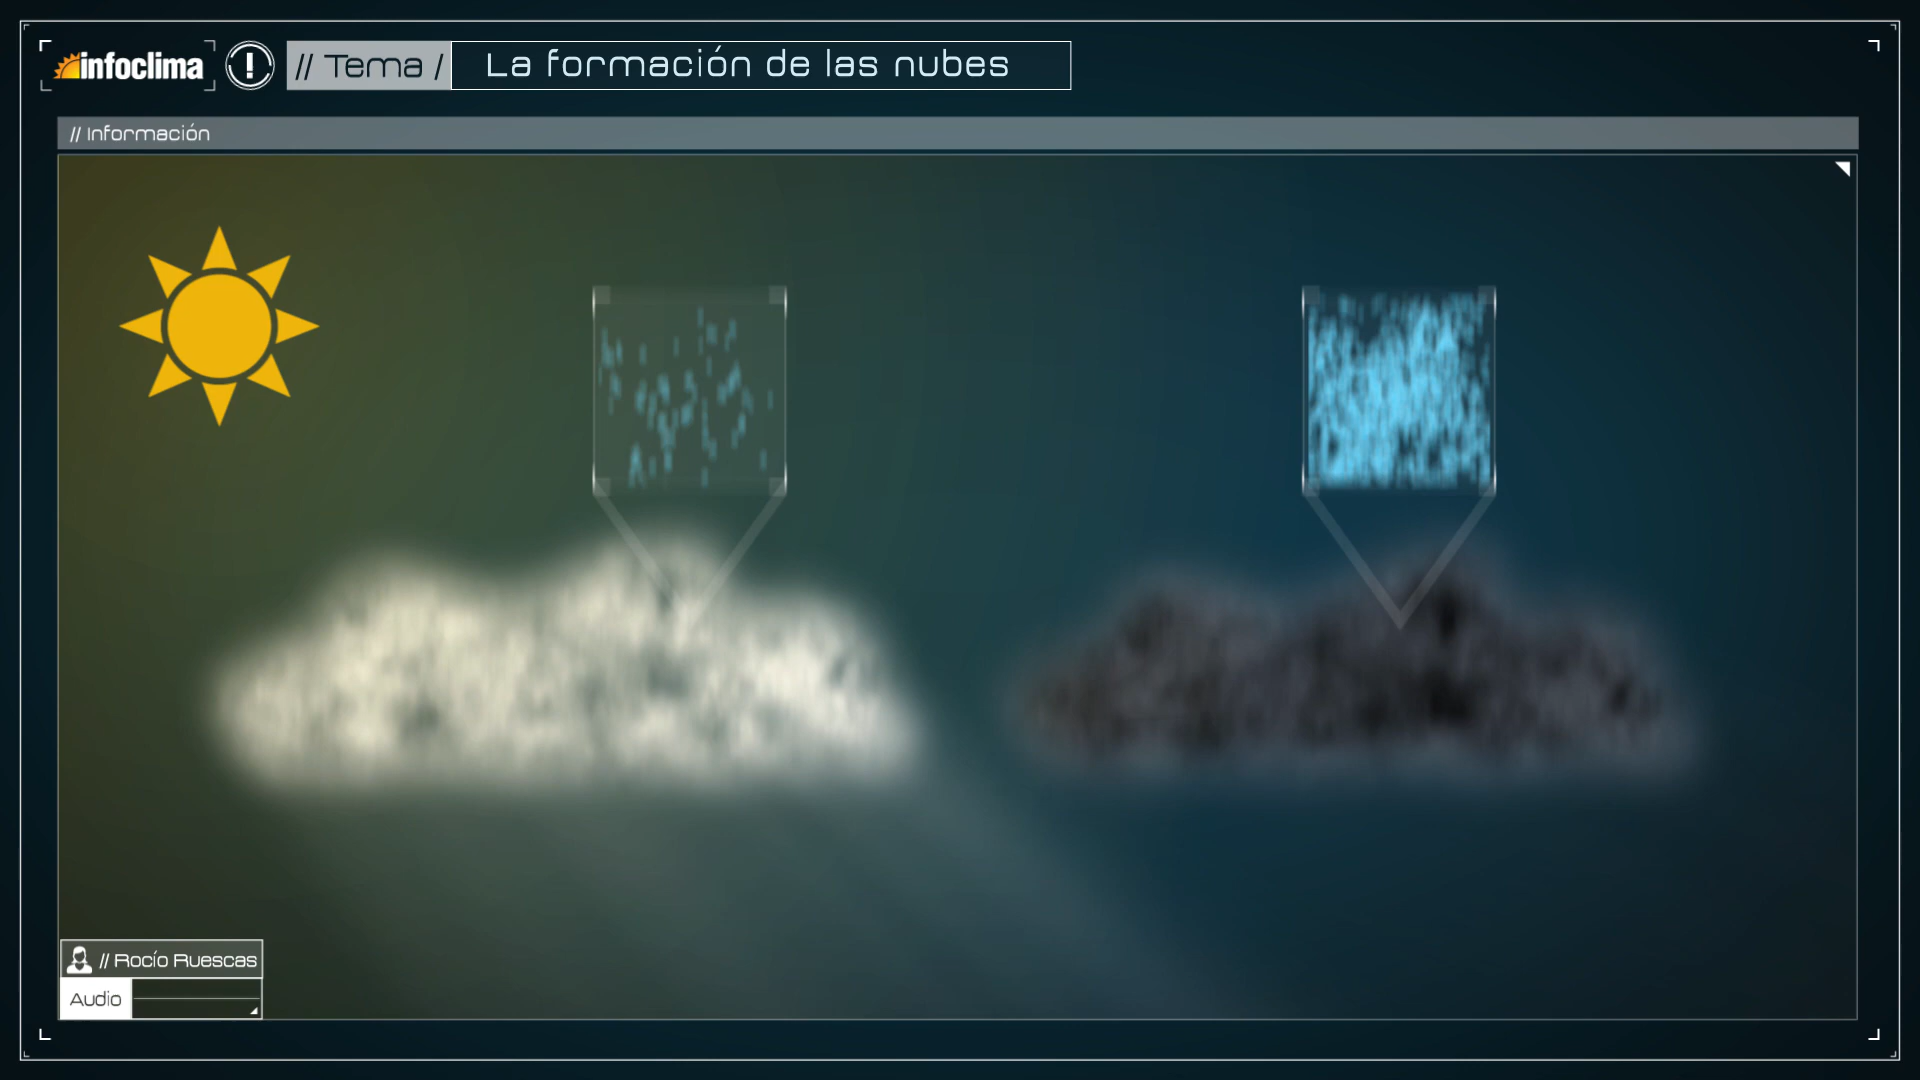 infoclima
// Tema /
La formación de las nubes
// Información
// Rocío Ruescas
Audio